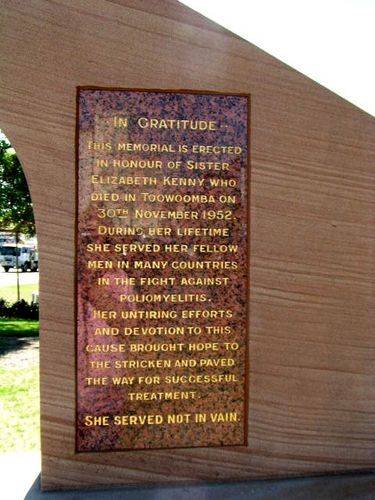 IN GRATITUDE
THIS MEMORIAL IS ERECTED
IN HONOUR OF SISTER
ELIZABETH KENNY WHO
DIED IN TOOWOOMBA ON
30TH NOVEMBER 1952.
DURING HER LIFETIME
SHE SERVED HER FELLOW
MEN IN MANY COUNTRIES
IN THE FIGHT AGAINST
POLIOMYELITIS.
HER UNTIRING EFFORTS
AND DEVOTION TO THIS
CAUSE BROUGHT HOPE TO
THE STRICKEN AND PAVED
THE WAY FOR SUCCESSFUL
TREATMENT.
SHE SERVED NOT IN VAIN.